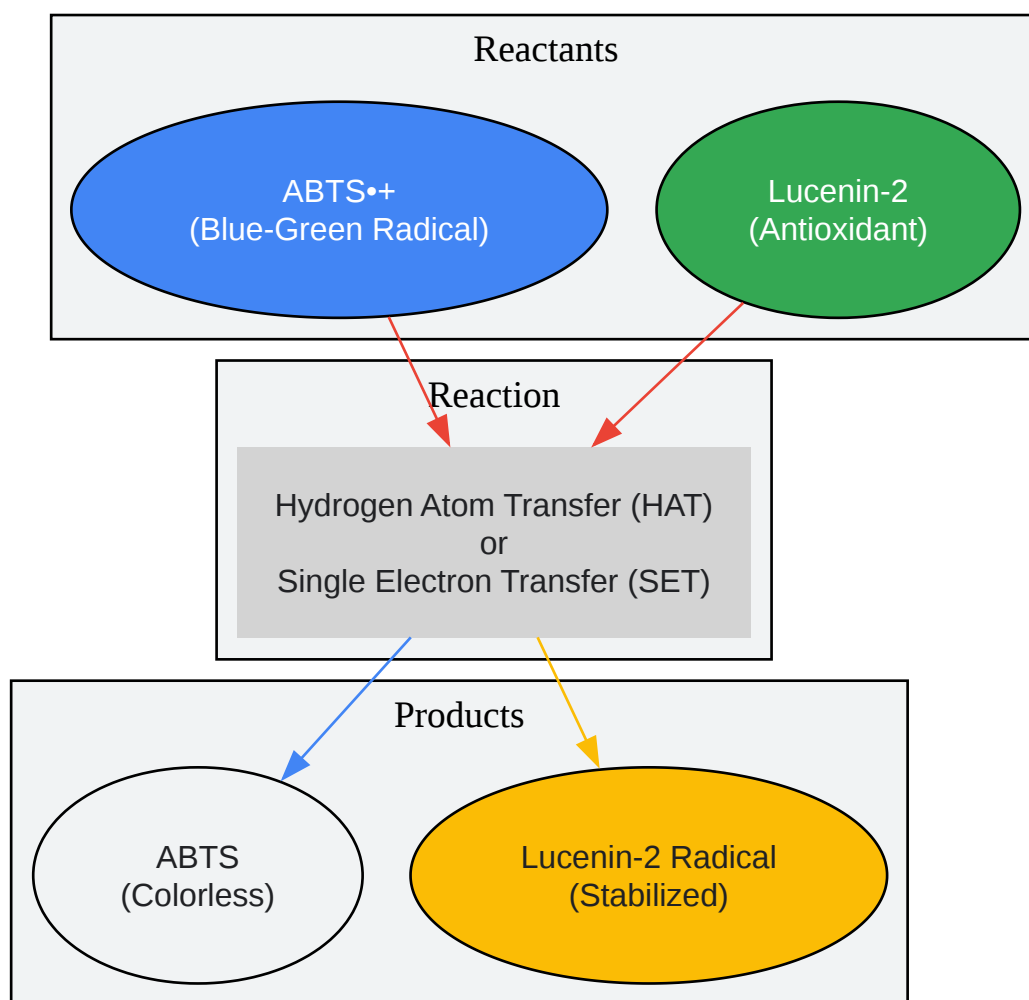 Reactants
ABTS•+
(Blue-Green Radical)
Lucenin-2
(Antioxidant)
Reaction
Hydrogen Atom Transfer (HAT)
or
Single Electron Transfer (SET)
Products
ABTS
(Colorless)
Lucenin-2 Radical
(Stabilized)